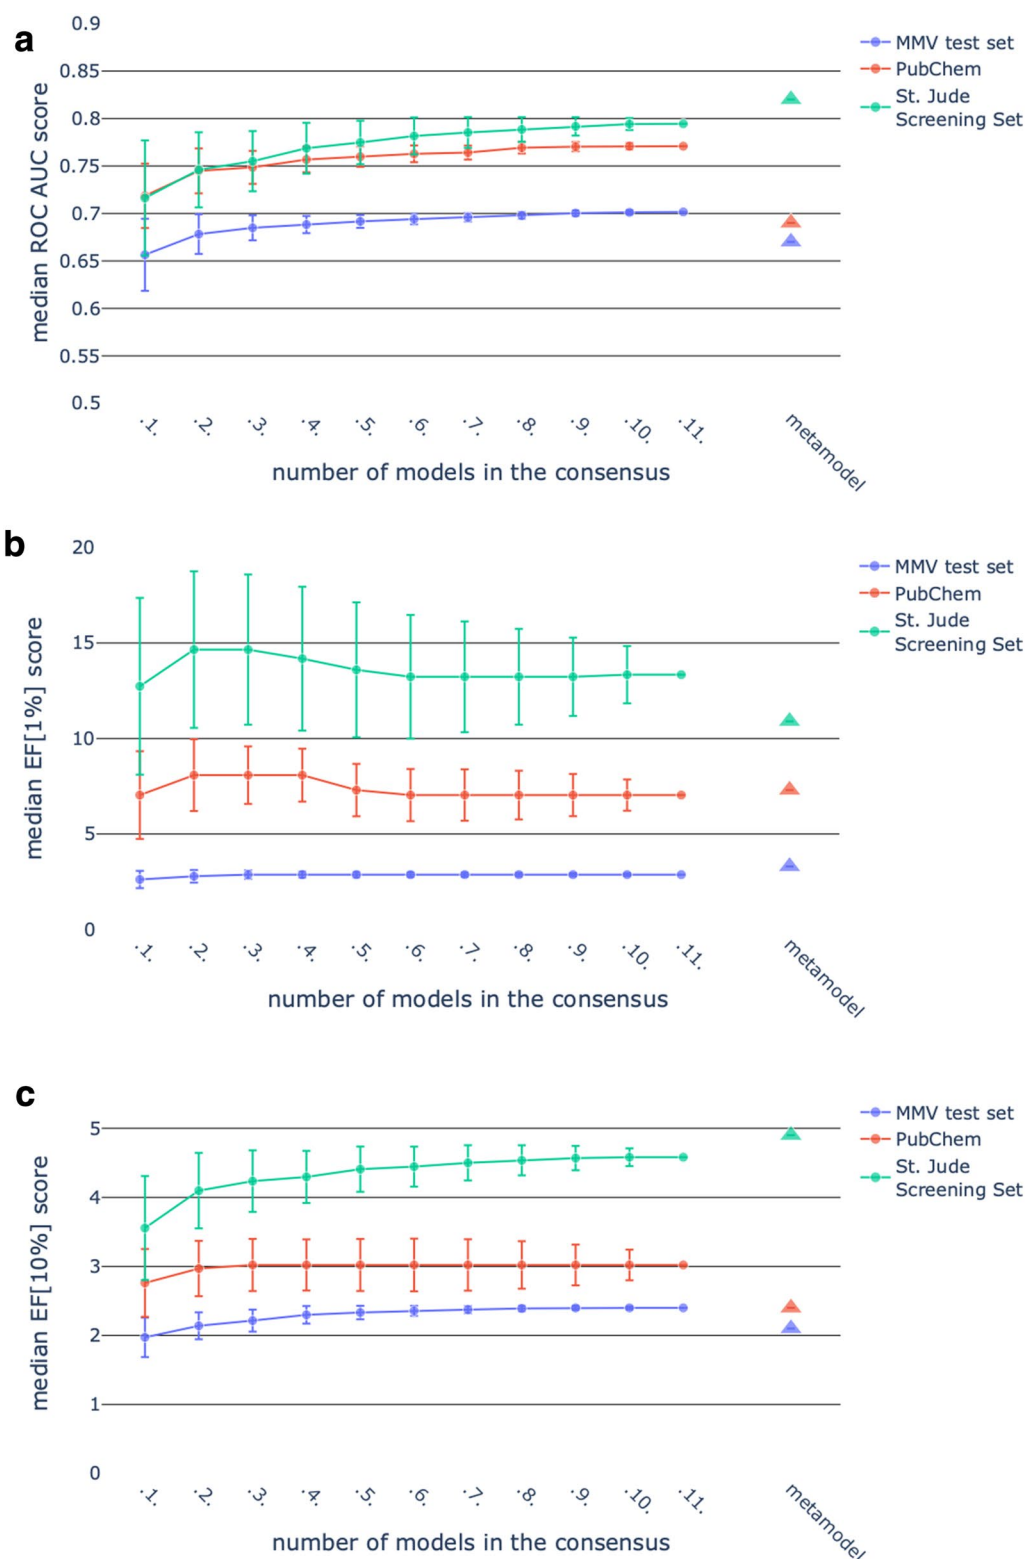 a
median ROC AUC score
0.9
0.85
0.8
0.75
0.7
0.65
0.6
0.55
0.5
.1.
.2.
.3.
.4.
.5.
.6.
.7.
.8.
.9.
.10.
.11.
metamodel
number of models in the consensus
MMV test set
PubChem
St. Jude
Screening Set
b
median EF[1%] score
20
15
10
5
0
.1.
.2.
.3.
.4.
.5.
.6.
.7.
.8.
.9.
.10.
.11.
metamodel
number of models in the consensus
MMV test set
PubChem
St. Jude
Screening Set
c
median EF[10%] score
5
4
3
2
1
0
.1.
.2.
.3.
.4.
.5.
.6.
.7.
.8.
.9.
.10.
.11.
metamodel
number of models in the consensus
MMV test set
PubChem
St. Jude
Screening Set